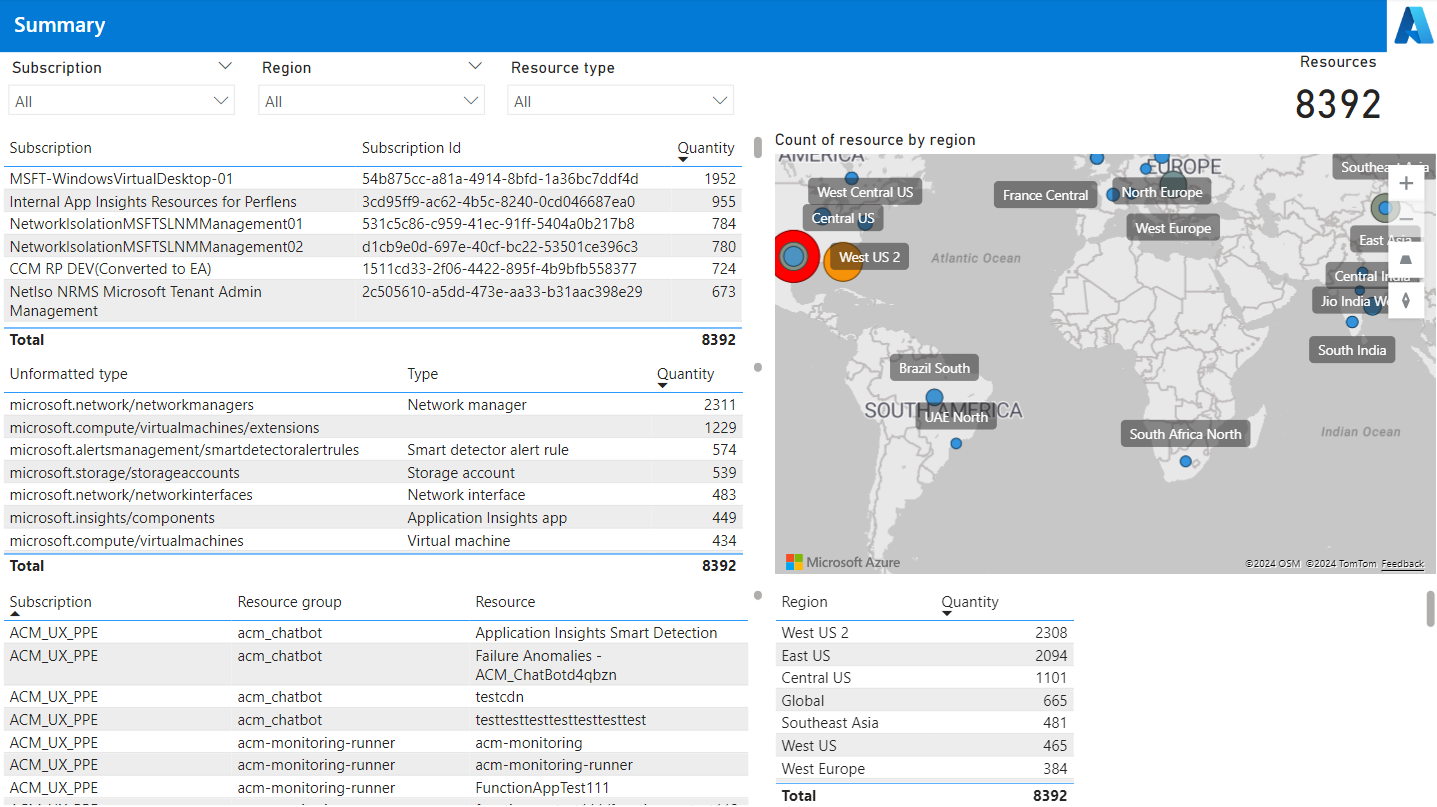 Summary
Subscription
Region
Resource type
Resources
All
All
All
8392
Subscription Subscription Id Quantity
MSFT-WindowsVirtualDesktop-01 54b875cc-a81a-4914-8bfd-1a36bc7ddf4d 1952
Internal App Insights Resources for Perflens 3cd95ff9-ac62-4b5c-8240-0cd046687ea0 955
NetworkIsolationMSFTSLNMManagement01 531c5c86-c959-41ec-91ff-5404a0b217b8 784
NetworkIsolationMSFTSLNMManagement02 d1cb9e0d-697e-40cf-bc22-53501ce396c3 780
CCM RP DEV(Converted to EA) 1511cd33-2f06-4422-895f-4b9bfb558377 724
NetIso NRMS Microsoft Tenant Admin 2c505610-a5dd-473e-aa33-b31aac398e29 673
Management
Total 8392
Unformatted type Type Quantity
microsoft.network/networkmanagers Network manager 2311
microsoft.compute/virtualmachines/extensions 1229
microsoft.alertsmanagement/smartdetectoralertrules Smart detector alert rule 574
microsoft.storage/storageaccounts Storage account 539
microsoft.network/networkinterfaces Network interface 483
microsoft.insights/components Application Insights app 449
microsoft.compute/virtualmachines Virtual machine 434
Total 8392
Subscription Resource group Resource
ACM_UX_PPE acm_chatbot Application Insights Smart Detection
ACM_UX_PPE acm_chatbot Failure Anomalies -
ACM_ChatBotd4qbzn
ACM_UX_PPE acm_chatbot testcdn
ACM_UX_PPE acm_chatbot testtesttesttesttesttesttest
ACM_UX_PPE acm-monitoring-runner acm-monitoring
ACM_UX_PPE acm-monitoring-runner acm-monitoring-runner
ACM_UX_PPE acm-monitoring-runner FunctionAppTest111
Count of resource by region
AMERICA
EUROPE
Southeast Asia
West Central US
France Central
North Europe
Central US
West Europe
East Asia
West US 2
Atlantic Ocean
Central India
Jio India We
South India
Brazil South
SOUTH AMERICA
UAE North
South Africa North
Indian Ocean
Microsoft Azure
©2024 OSM ©2024 TomTom Feedback
Region Quantity
West US 2 2308
East US 2094
Central US 1101
Global 665
Southeast Asia 481
West US 465
West Europe 384
Total 8392